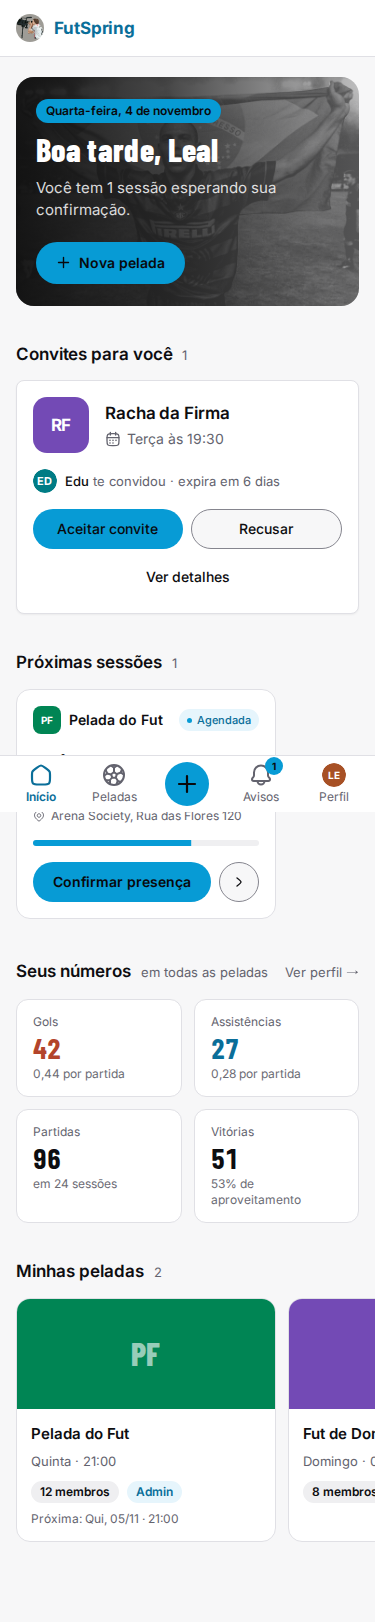 FutSpring
Quarta-feira, 4 de novembro
Boa tarde, Leal
Você tem 1 sessão esperando sua
confirmação.
Nova pelada
Convites para você 1
RF
Racha da Firma
Terça às 19:30
ED Edu te convidou · expira em 6 dias
Aceitar convite Recusar
Ver detalhes
Próximas sessões 1
PF Pelada do Fut Agendada
1
LE
Início Peladas Avisos Perfil
Arena Society, Rua das Flores 120
Confirmar presença
Seus números em todas as peladas Ver perfil →
Gols Assistências
42 27
0,44 por partida 0,28 por partida
Partidas Vitórias
96 51
em 24 sessões 53% de
aproveitamento
Minhas peladas 2
PF
Pelada do Fut Fut de Do
Quinta · 21:00 Domingo ·
12 membros Admin 8 membros
Próxima: Qui, 05/11 · 21:00